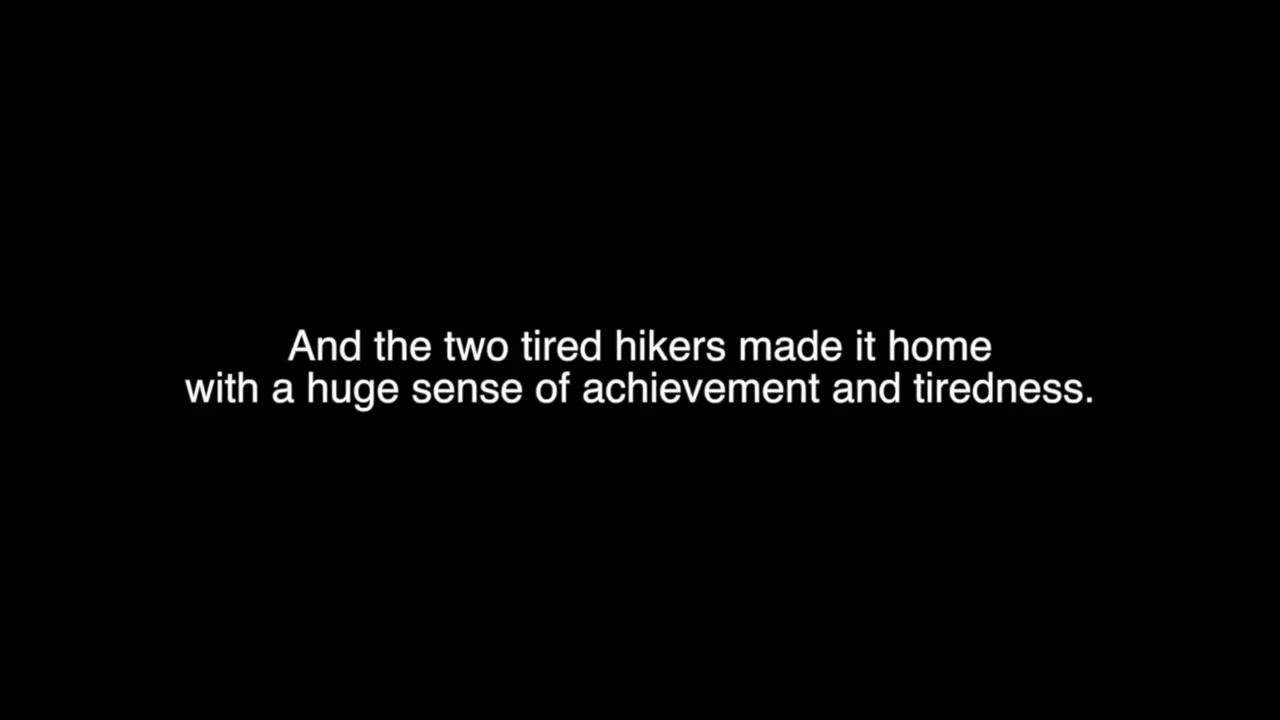 And the two tired hikers made it home
with a huge sense of achievement and tiredness.